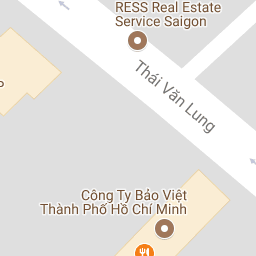 RESS Real Estate
Service Saigon
Thái Văn Lung
Công Ty Bảo Việt
Thành Phố Hồ Chí Minh